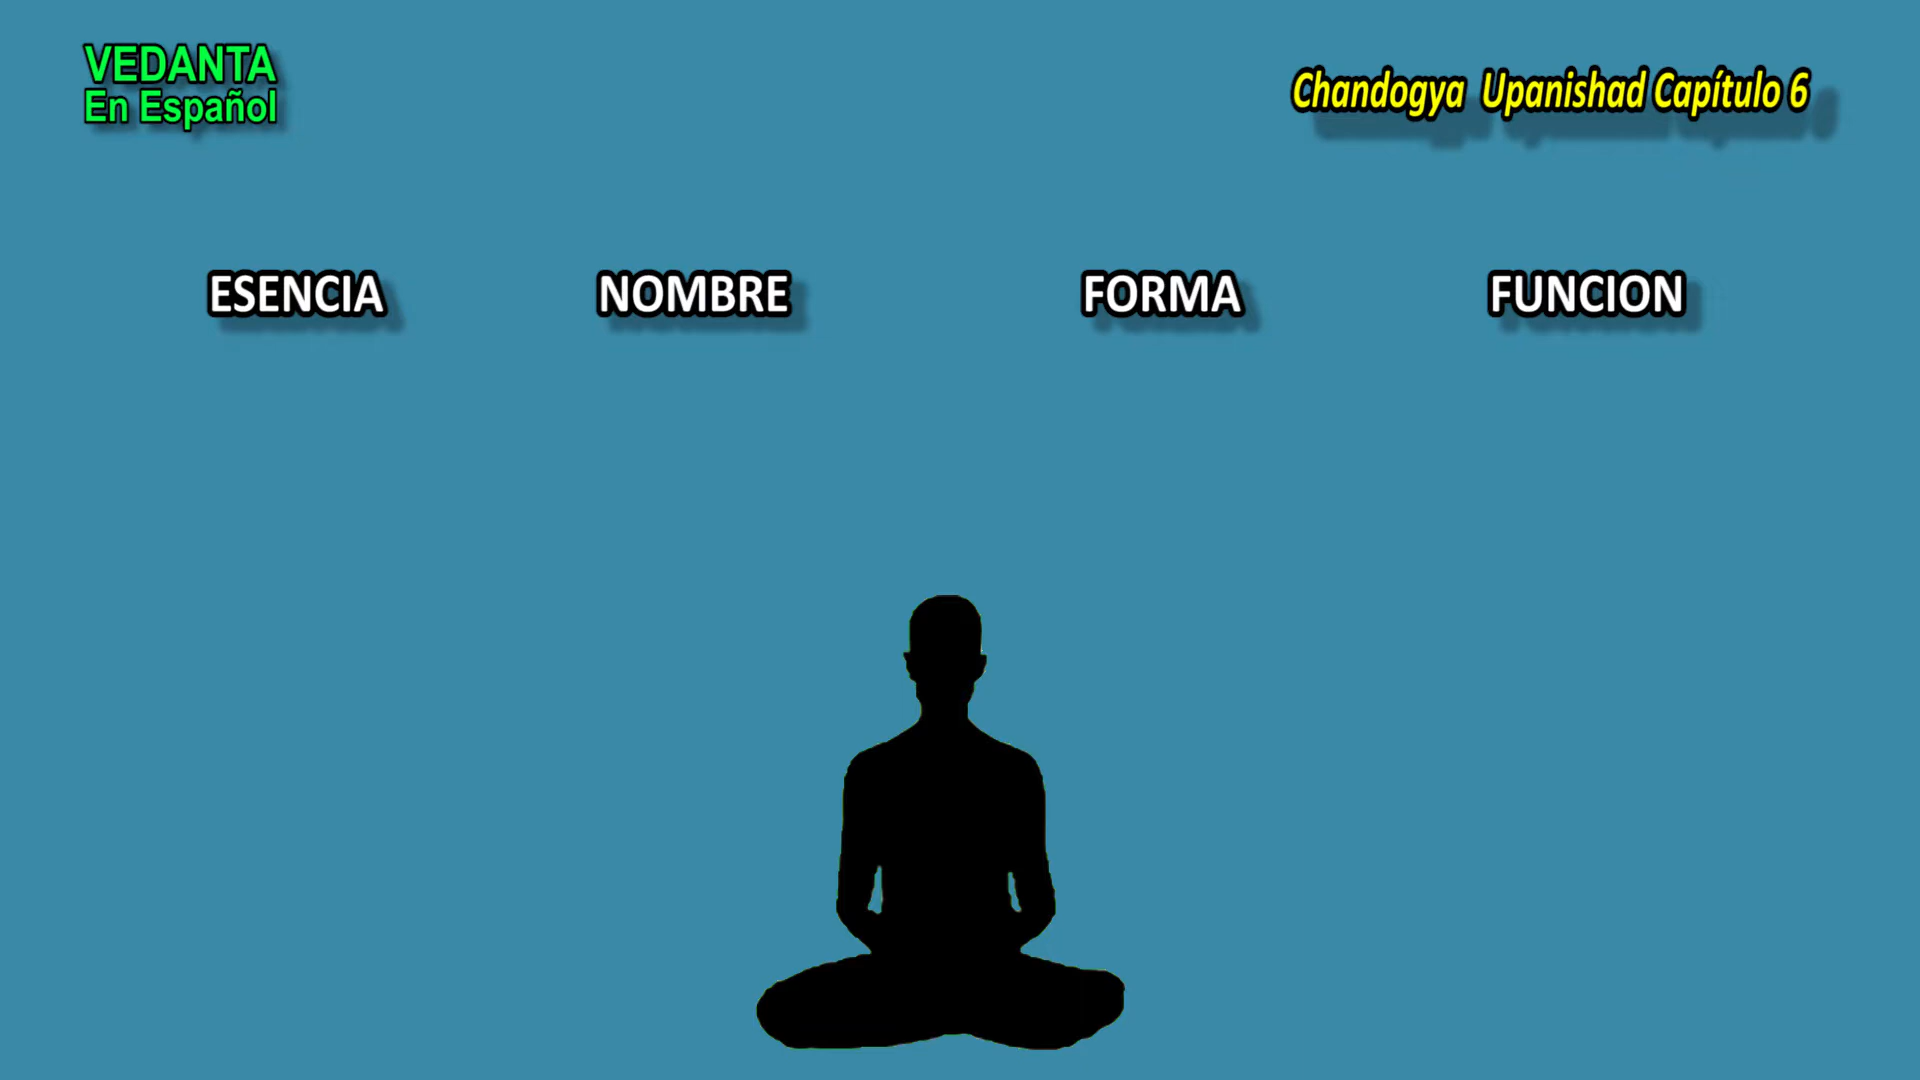 VEDANTA
En Español
Chandogya Upanishad Capítulo 6
ESENCIA NOMBRE FORMA FUNCION